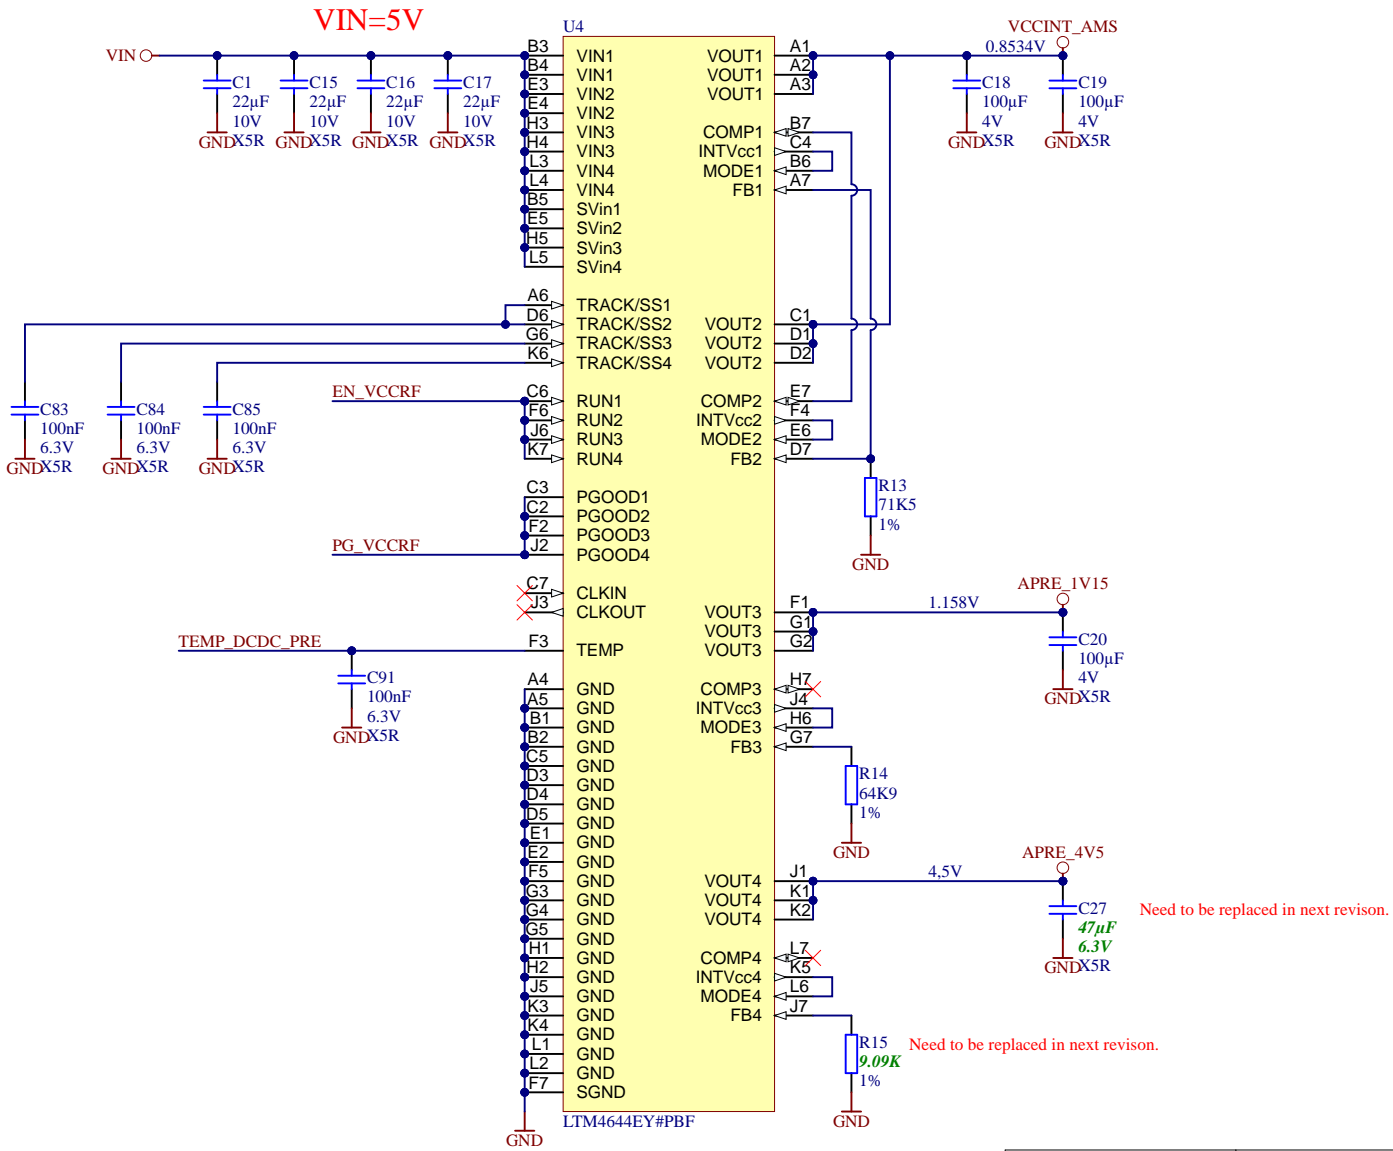 VIN=5V
U4
VCCINT_AMS
0.8534V
VIN
C1
22µF
10V
X5R
GND
C15
22µF
10V
X5R
GND
C16
22µF
10V
X5R
GND
C17
22µF
10V
X5R
GND
B3 VIN1
B4 VIN1
E3 VIN2
E4 VIN2
H3 VIN3
H4 VIN3
L3 VIN4
L4 VIN4
B5 SVin1
E5 SVin2
H5 SVin3
L5 SVin4
A6 TRACK/SS1
D6 TRACK/SS2
G6 TRACK/SS3
K6 TRACK/SS4
EN_VCCRF
C6 RUN1
F6 RUN2
J6 RUN3
K7 RUN4
C83
100nF
6.3V
X5R
GND
C84
100nF
6.3V
X5R
GND
C85
100nF
6.3V
X5R
GND
C3 PGOOD1
C2 PGOOD2
F2 PGOOD3
J2 PGOOD4
PG_VCCRF
C7 CLKIN
J3 CLKOUT
TEMP_DCDC_PRE
F3 TEMP
C91
100nF
6.3V
X5R
GND
A4 GND
A5 GND
B1 GND
B2 GND
C5 GND
D3 GND
D4 GND
D5 GND
E1 GND
E2 GND
F5 GND
G3 GND
G4 GND
G5 GND
H1 GND
H2 GND
J5 GND
K3 GND
K4 GND
L1 GND
L2 GND
F7 SGND
GND
LTM4644EY#PBF
VOUT1 A1
VOUT1 A2
VOUT1 A3
COMP1 B7
INTVcc1 C4
MODE1 B6
FB1 A7
C18
100µF
4V
X5R
GND
C19
100µF
4V
X5R
GND
VOUT2 C1
VOUT2 D1
VOUT2 D2
COMP2 E7
INTVcc2 F4
MODE2 E6
FB2 D7
R13
71K5
1%
GND
APRE_1V15
1.158V
VOUT3 F1
VOUT3 G1
VOUT3 G2
COMP3 H7
INTVcc3 J4
MODE3 H6
FB3 G7
C20
100µF
4V
X5R
GND
R14
64K9
1%
GND
APRE_4V5
4,5V
VOUT4 J1
VOUT4 K1
VOUT4 K2
COMP4 L7
INTVcc4 K5
MODE4 L6
FB4 J7
C27
47µF
6.3V
X5R
GND
Need to be replaced in next revison.
R15
9.09K
1%
GND
Need to be replaced in next revison.